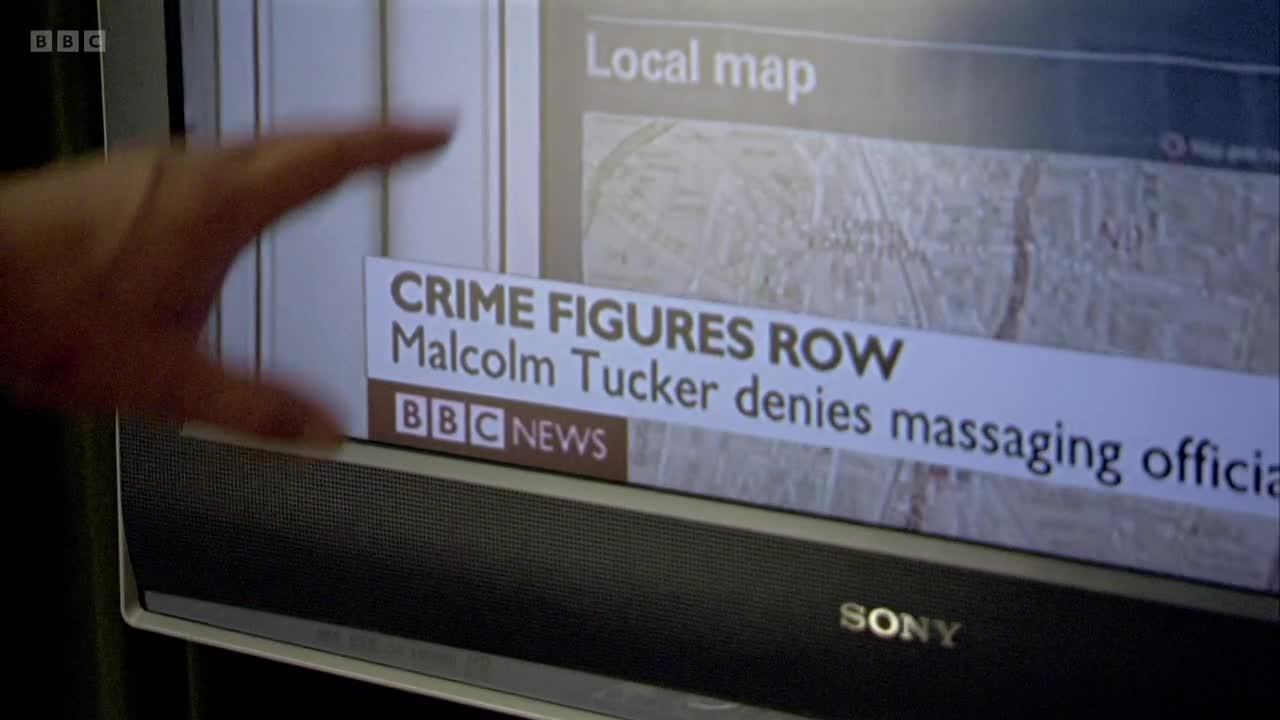 BBC
Local map
CRIME FIGURES ROW
Malcolm Tucker denies massaging officia
BBC NEWS
SONY